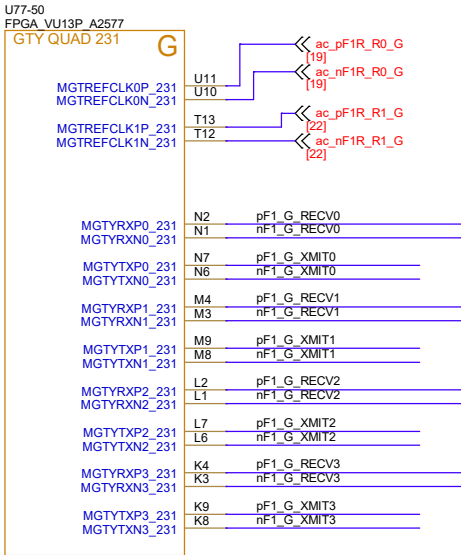 U77-50
FPGA_VU13P_A2577
GTY QUAD 231 G
MGTREFCLK0P_231 U11 ac_pF1R_R0_G
[19]
MGTREFCLK0N_231 U10 ac_nF1R_R0_G
[19]
MGTREFCLK1P_231 T13 ac_pF1R_R1_G
[22]
MGTREFCLK1N_231 T12 ac_nF1R_R1_G
[22]
MGTYRXP0_231 N2 pF1_G_RECV0
MGTYRXN0_231 N1 nF1_G_RECV0
MGTYTXP0_231 N7 pF1_G_XMIT0
MGTYTXN0_231 N6 nF1_G_XMIT0
MGTYRXP1_231 M4 pF1_G_RECV1
MGTYRXN1_231 M3 nF1_G_RECV1
MGTYTXP1_231 M9 pF1_G_XMIT1
MGTYTXN1_231 M8 nF1_G_XMIT1
MGTYRXP2_231 L2 pF1_G_RECV2
MGTYRXN2_231 L1 nF1_G_RECV2
MGTYTXP2_231 L7 pF1_G_XMIT2
MGTYTXN2_231 L6 nF1_G_XMIT2
MGTYRXP3_231 K4 pF1_G_RECV3
MGTYRXN3_231 K3 nF1_G_RECV3
MGTYTXP3_231 K9 pF1_G_XMIT3
MGTYTXN3_231 K8 nF1_G_XMIT3